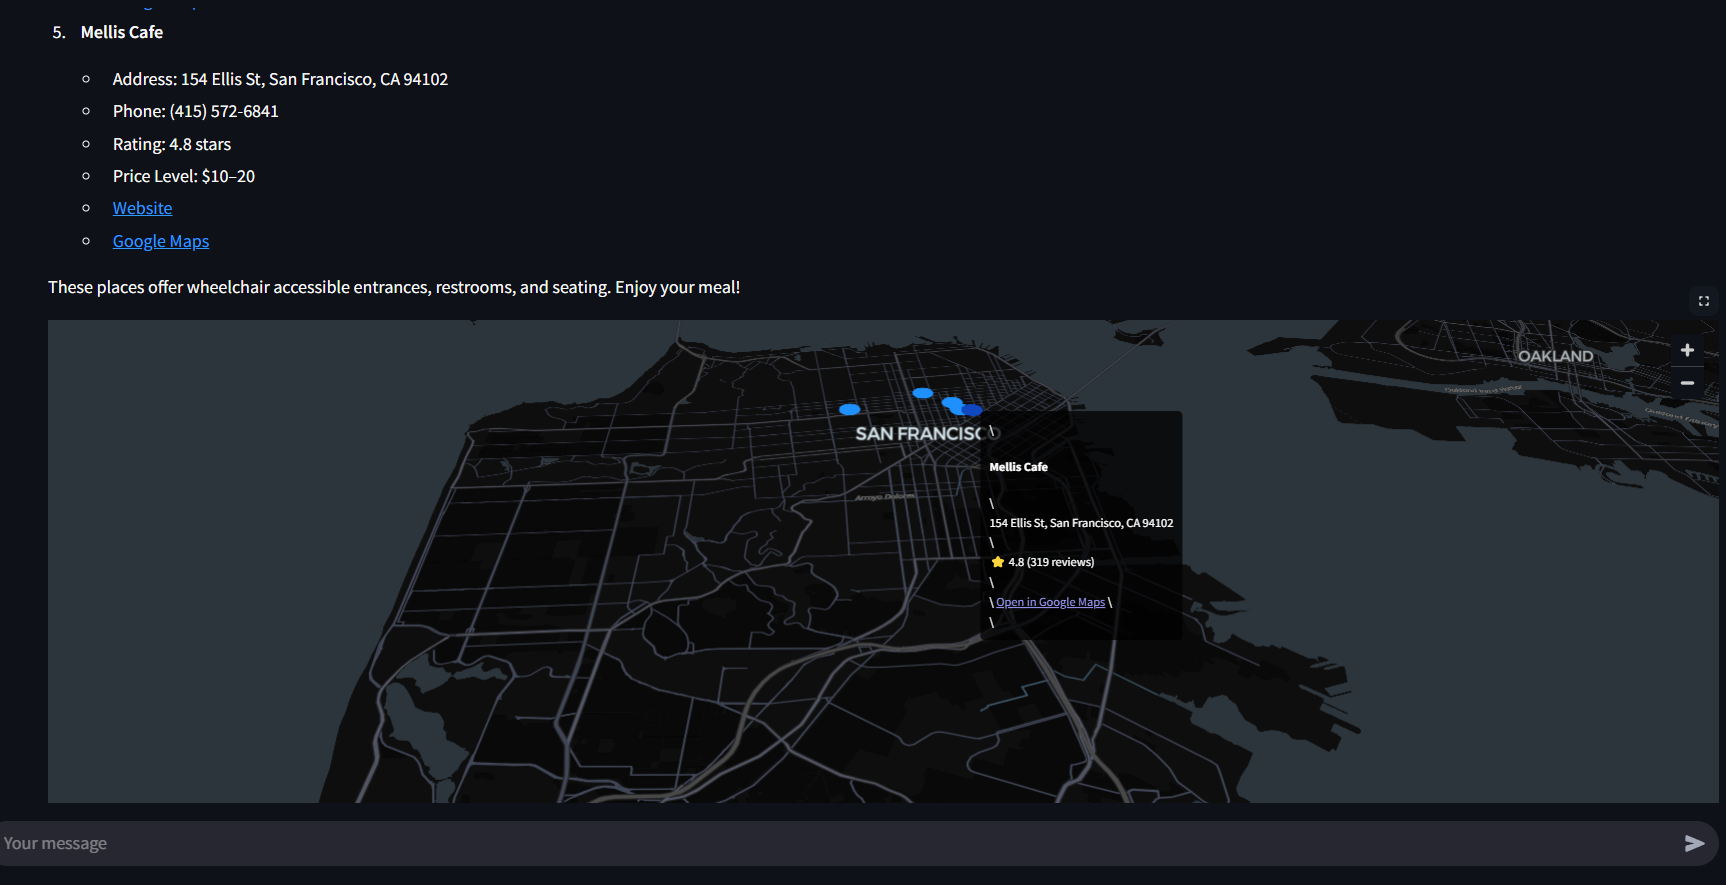 5. Mellis Cafe
Address: 154 Ellis St, San Francisco, CA 94102
Phone: (415) 572-6841
Rating: 4.8 stars
Price Level: $10–20
Website
Google Maps
These places offer wheelchair accessible entrances, restrooms, and seating. Enjoy your meal!
OAKLAND
SAN FRANCISCO
\
Mellis Cafe
\
154 Ellis St, San Francisco, CA 94102
\
⭐ 4.8 (319 reviews)
\
\ Open in Google Maps \
\
Arroyo Dolores
Your message